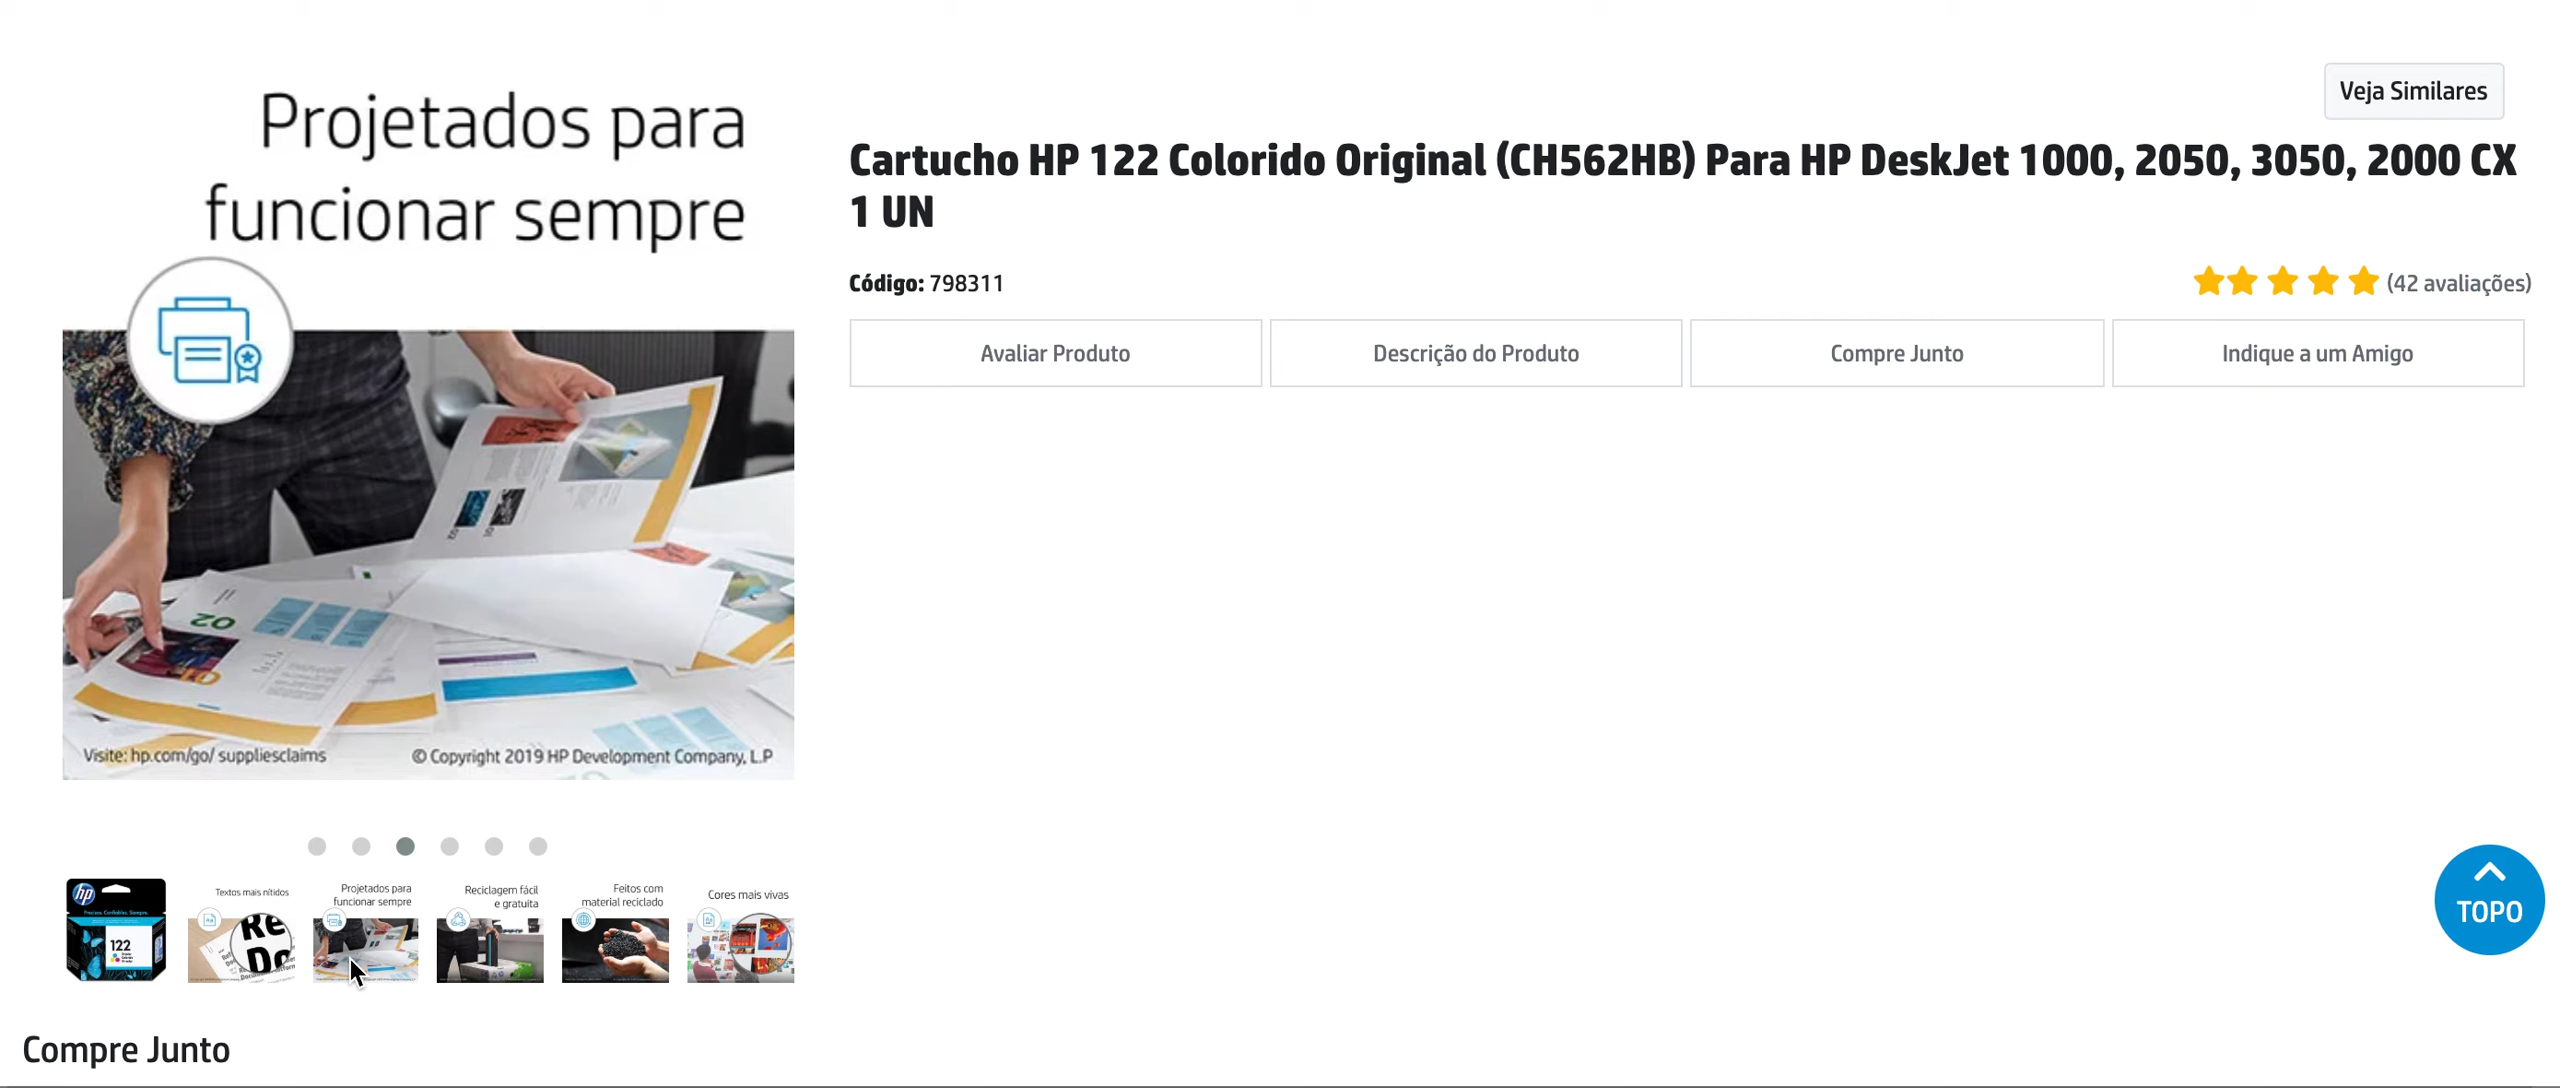 Projetados para
funcionar sempre
Visite: hp.com/go/ suppliesclaims
© Copyright 2019 HP Development Company, L.P
hp
122
Textos mais nítidos
Projetados para
funcionar sempre
Reciclagem fácil
e gratuita
Feitos com
material reciclado
Cores mais vivas
Veja Similares
Cartucho HP 122 Colorido Original (CH562HB) Para HP DeskJet 1000, 2050, 3050, 2000 CX
1 UN
Código: 798311
(42 avaliações)
Avaliar Produto
Descrição do Produto
Compre Junto
Indique a um Amigo
TOPO
Compre Junto